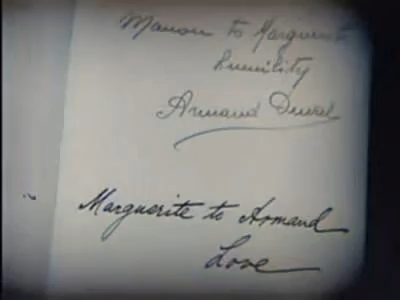 Manon to Marguerite
humility
Armand Duval
Marguerite to Armand
Love